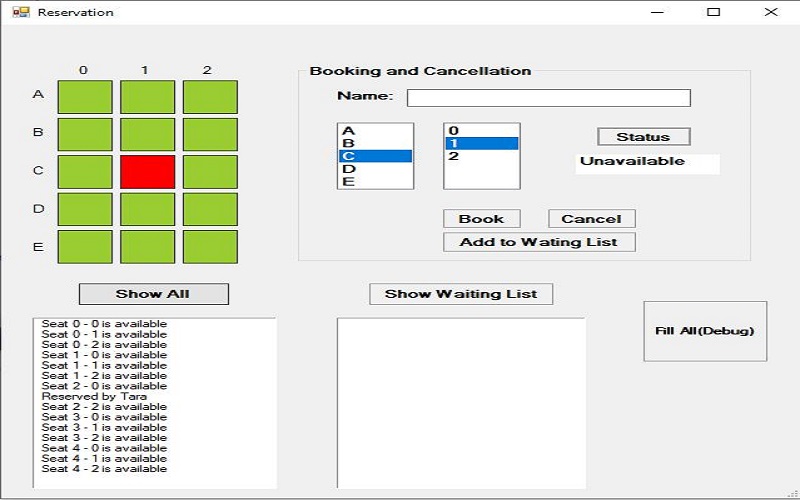 Reservation
0 1 2
A
B
C
D
E
Booking and Cancellation
Name:
A
B
C
D
E
0
1
2
Status
Unavailable
Book
Cancel
Add to Wating List
Show All
Show Waiting List
Fill All(Debug)
Seat 0 - 0 is available
Seat 0 - 1 is available
Seat 0 - 2 is available
Seat 1 - 0 is available
Seat 1 - 1 is available
Seat 1 - 2 is available
Seat 2 - 0 is available
Reserved by Tara
Seat 2 - 2 is available
Seat 3 - 0 is available
Seat 3 - 1 is available
Seat 3 - 2 is available
Seat 4 - 0 is available
Seat 4 - 1 is available
Seat 4 - 2 is available